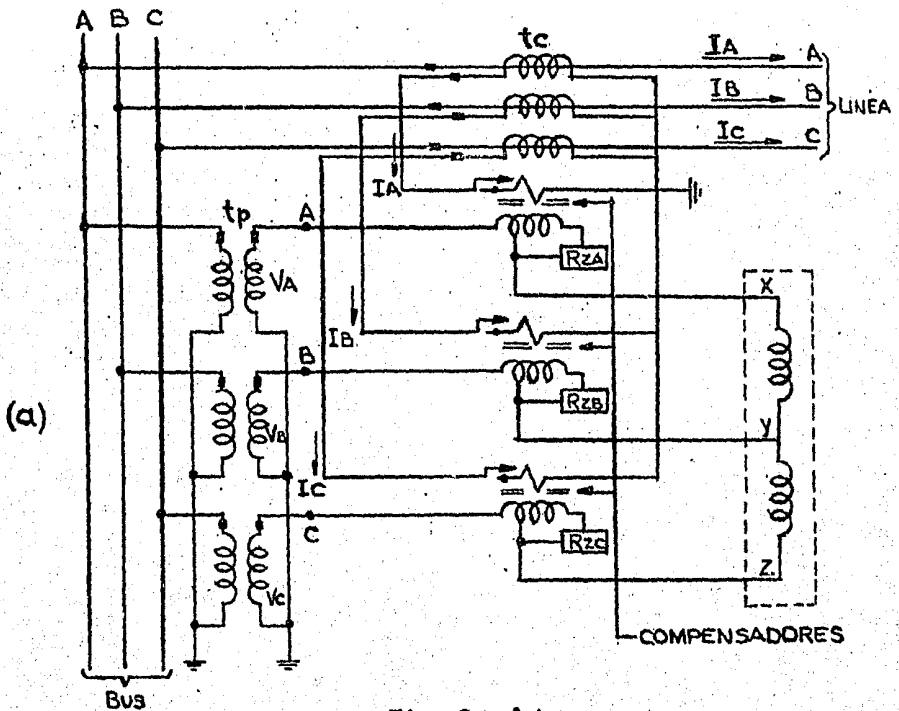 A B C
tc
IA A
IB B
LINEA
Ic C
IA
tp
A
VA
RZA
X
IB
B
(a)
VB
RZB
Y
IC
C
VC
RZC
Z.
COMPENSADORES
Bus